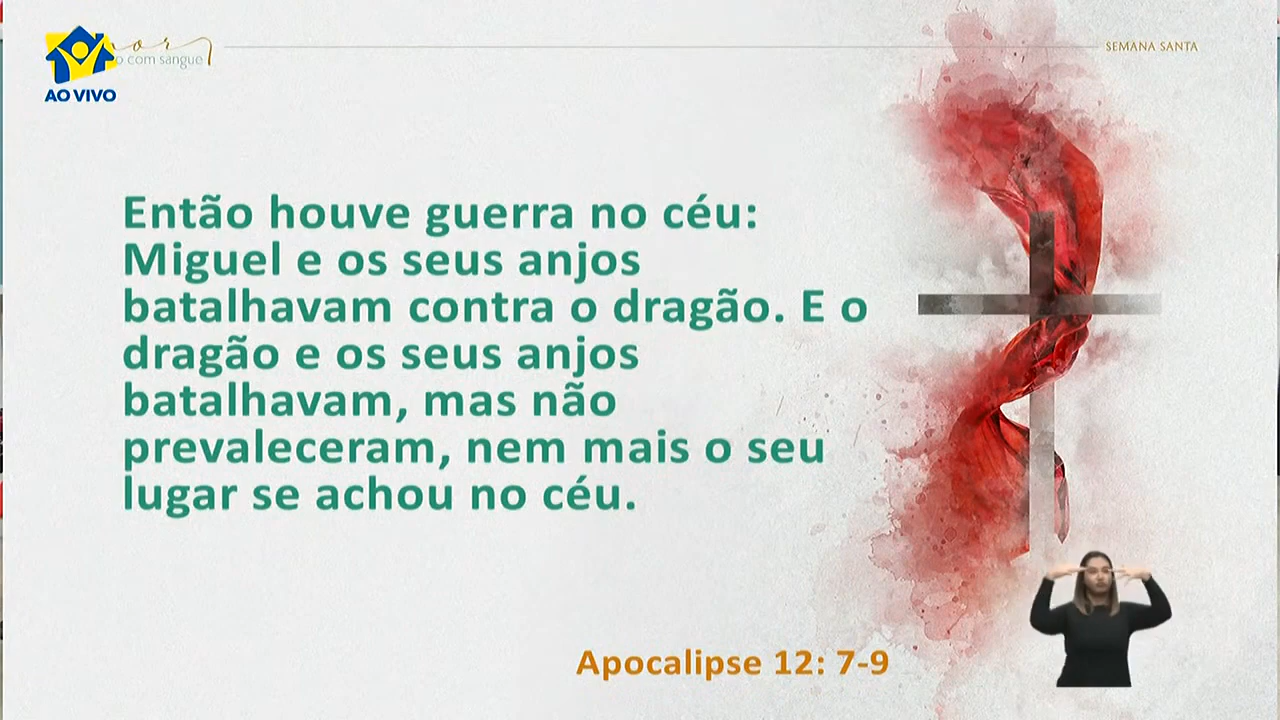 o com sangue
SEMANA SANTA
AO VIVO
Então houve guerra no céu:
Miguel e os seus anjos
batalhavam contra o dragão. E o
dragão e os seus anjos
batalhavam, mas não
prevaleceram, nem mais o seu
lugar se achou no céu.
Apocalipse 12: 7-9